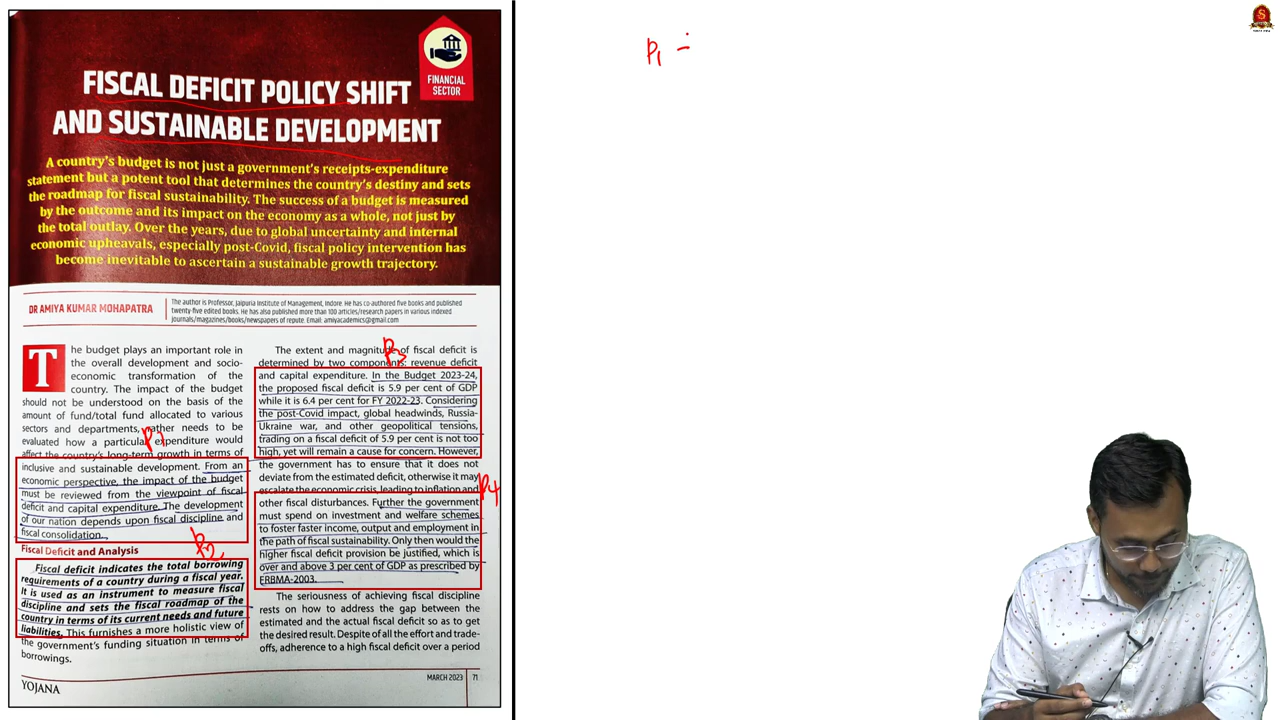 FINANCIAL
SECTOR
FISCAL DEFICIT POLICY SHIFT
AND SUSTAINABLE DEVELOPMENT
A country's budget is not just a government's receipts-expenditure
statement but a potent tool that determines the country's destiny and sets
the roadmap for fiscal sustainability. The success of a budget is measured
by the outcome and its impact on the economy as a whole, not just by
the total outlay. Over the years, due to global uncertainty and internal
economic upheavals, especially post-Covid, fiscal policy intervention has
become inevitable to ascertain a sustainable growth trajectory.
DR AMIYA KUMAR MOHAPATRA
The author is Professor, Jaipuria Institute of Management, Indore. He has co-authored five books and published
twenty-five edited books. He has also published more than 100 articles/research papers in various indexed
journals/magazines/books/newspapers of repute. Email: amiyacademics@gmail.com
The budget plays an important role in
the overall development and socio-
economic transformation of the
country. The impact of the budget
should not be understood on the basis of the
amount of fund/total fund allocated to various
sectors and departments, rather needs to be
evaluated how a particular expenditure would
P1
affect the country's long-term growth in terms of
inclusive and sustainable development. From an
economic perspective, the impact of the budget
must be reviewed from the viewpoint of fiscal
deficit and capital expenditure. The development
of our nation depends upon fiscal discipline and
fiscal consolidation.
Fiscal Deficit and Analysis
P2
Fiscal deficit indicates the total borrowing
requirements of a country during a fiscal year.
It is used as an instrument to measure fiscal
discipline and sets the fiscal roadmap of the
country in terms of its current needs and future
liabilities. This furnishes a more holistic view of
the government's funding situation in terms of
borrowings.
The extent and magnitude of fiscal deficit is
P3
determined by two components: revenue deficit
and capital expenditure. In the Budget 2023-24,
the proposed fiscal deficit is 5.9 per cent of GDP
while it is 6.4 per cent for FY 2022-23. Considering
the post-Covid impact, global headwinds, Russia-
Ukraine war, and other geopolitical tensions,
trading on a fiscal deficit of 5.9 per cent is not too
high, yet will remain a cause for concern. However,
the government has to ensure that it does not
deviate from the estimated deficit, otherwise it may
escalate the economic crisis, leading to inflation and
P4
other fiscal disturbances. Further the government
must spend on investment and welfare schemes
to foster faster income, output and employment in
the path of fiscal sustainability. Only then would the
higher fiscal deficit provision be justified, which is
over and above 3 per cent of GDP as prescribed by
FRBMA-2003.
The seriousness of achieving fiscal discipline
rests on how to address the gap between the
estimated and the actual fiscal deficit so as to get
the desired result. Despite of all the effort and trade-
offs, adherence to a high fiscal deficit over a period
YOJANA
MARCH 2023 71
P1 -
S